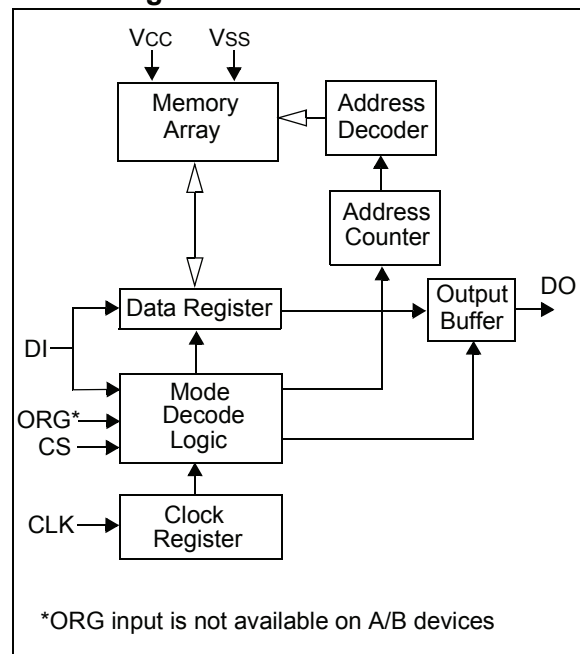 VCC
VSS
Memory
Array
Address
Decoder
Address
Counter
Data Register
Output
Buffer
DO
DI
Mode
Decode
Logic
ORG*
CS
CLK
Clock
Register
*ORG input is not available on A/B devices